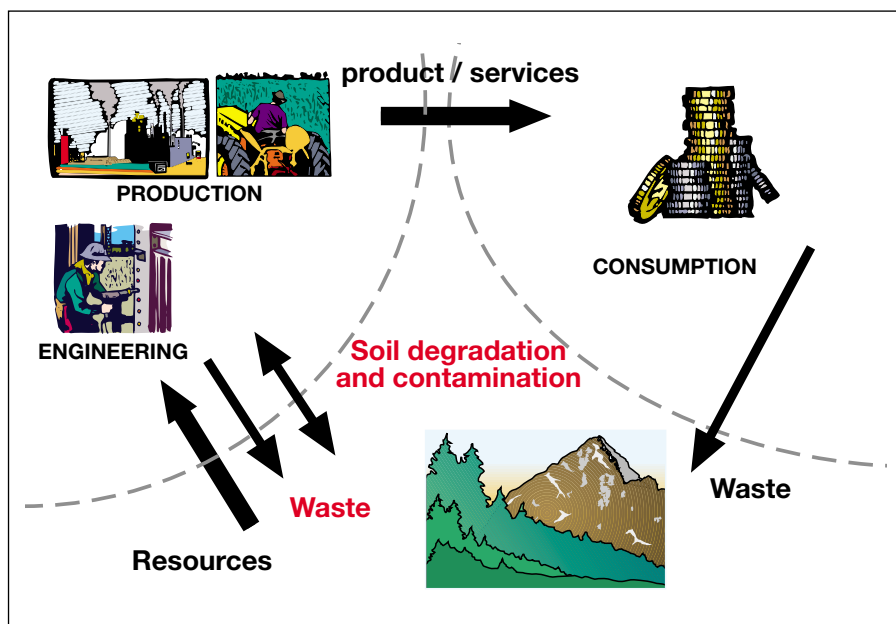 product / services
PRODUCTION
CONSUMPTION
ENGINEERING
Soil degradation
and contamination
Waste
Waste
Resources